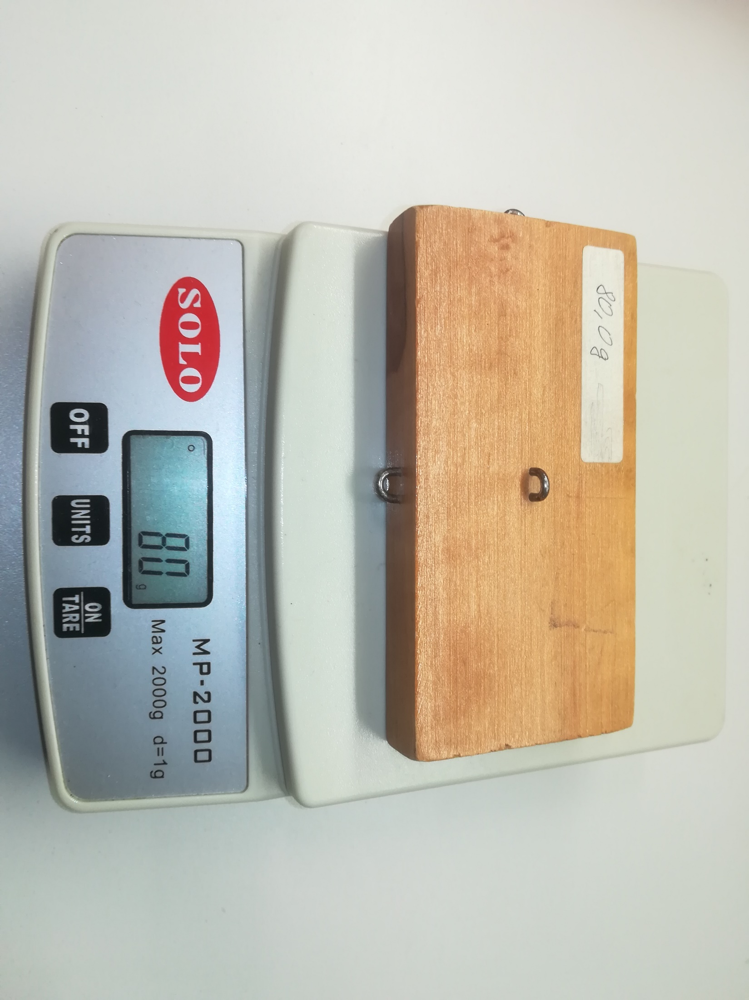 80,0g
SOLO
80 g
MP-2000
Max 2000g d=1g
OFF
UNITS
ON
TARE